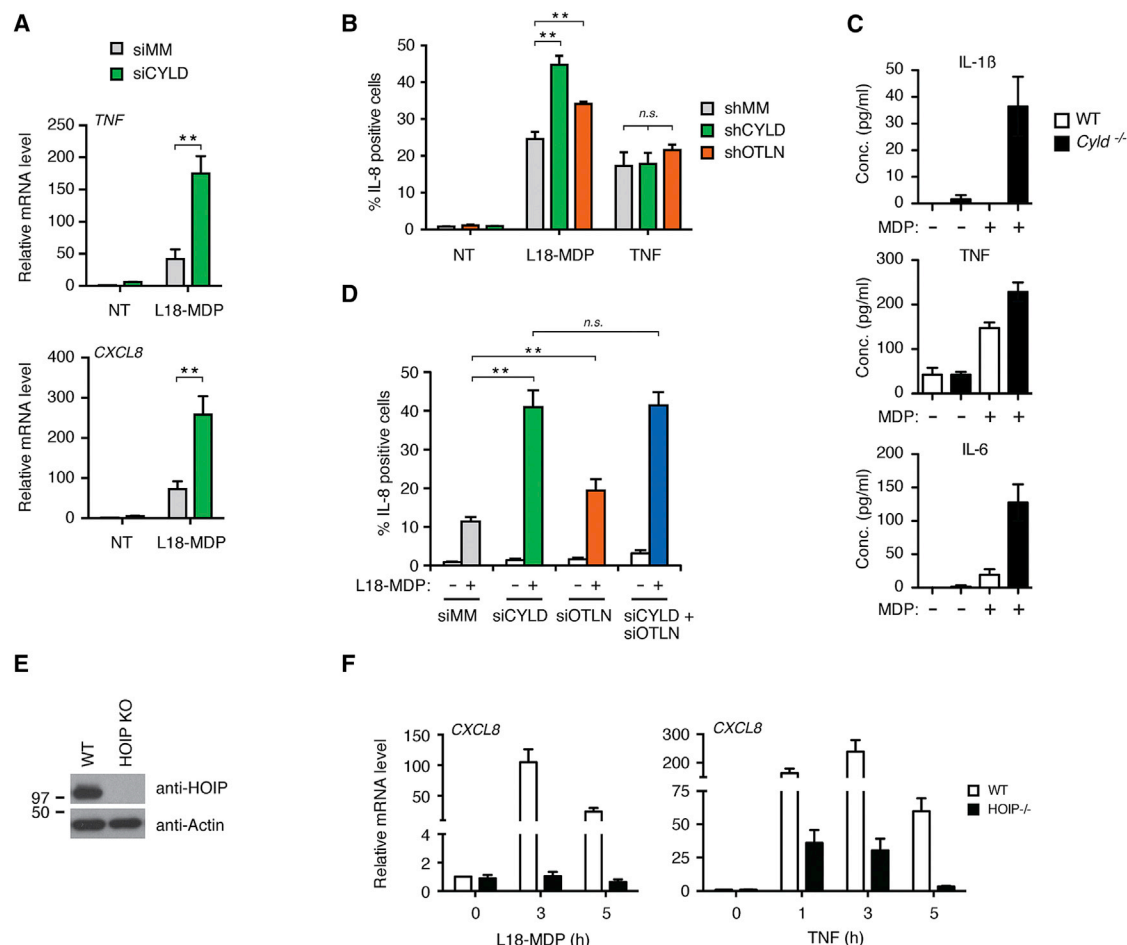 A
siMM
siCYLD
TNF
**
250
200
150
100
50
0
Relative mRNA level
NT
L18-MDP
CXCL8
**
400
300
200
100
0
Relative mRNA level
NT
L18-MDP
B
**
**
50
40
30
20
10
0
% IL-8 positive cells
n.s.
shMM
shCYLD
shOTLN
NT
L18-MDP
TNF
C
IL-1ß
50
40
30
20
10
0
Conc. (pg/ml)
WT
Cyld -/-
MDP: – – + +
TNF
300
200
100
0
Conc. (pg/ml)
MDP: – – + +
IL-6
200
150
100
50
0
Conc. (pg/ml)
MDP: – – + +
D
n.s.
**
**
50
40
30
20
10
0
% IL-8 positive cells
L18-MDP: – + – + – + – +
siMM
siCYLD
siOTLN
siCYLD +
siOTLN
E
WT
HOIP KO
97
50
anti-HOIP
anti-Actin
F
CXCL8
150
100
50
4
2
0
Relative mRNA level
0 3 5
L18-MDP (h)
CXCL8
300
200
75
50
25
0
0 1 3 5
TNF (h)
WT
HOIP-/-